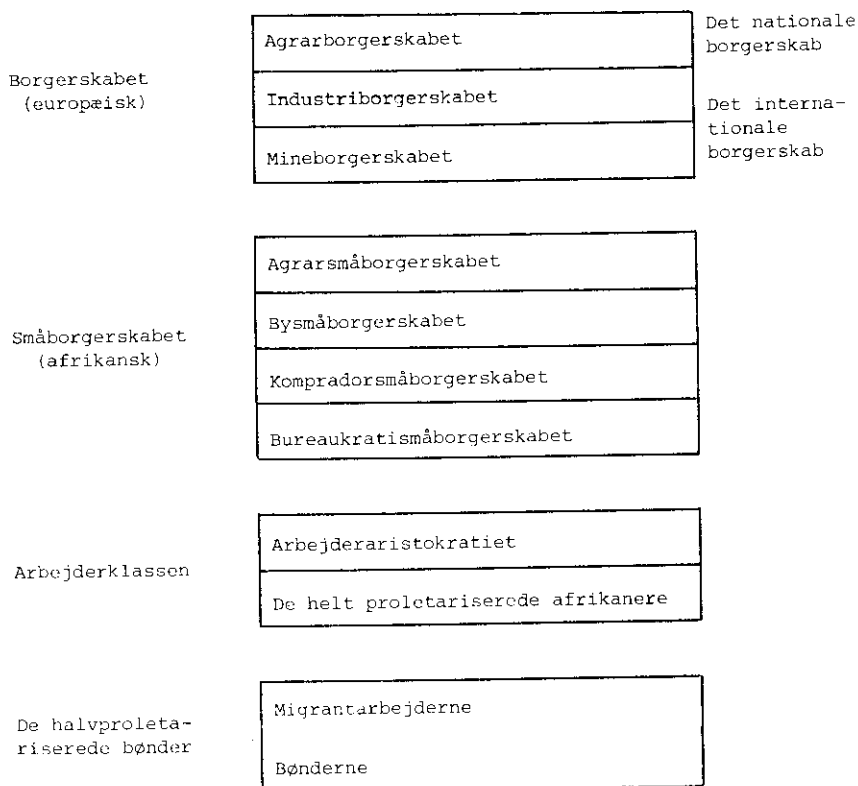 Borgerskabet
(europæisk)
Agrarborgerskabet
Industriborgerskabet
Mineborgerskabet
Det nationale
borgerskab
Det interna-
tionale
borgerskab
Småborgerskabet
(afrikansk)
Agrarsmåborgerskabet
Bysmåborgerskabet
Kompradorsmåborgerskabet
Bureaukratismåborgerskabet
Arbejderklassen
Arbejderaristokratiet
De helt proletariserede afrikanere
De halvproleta-
riserede bønder
Migrantarbejderne
Bønderne